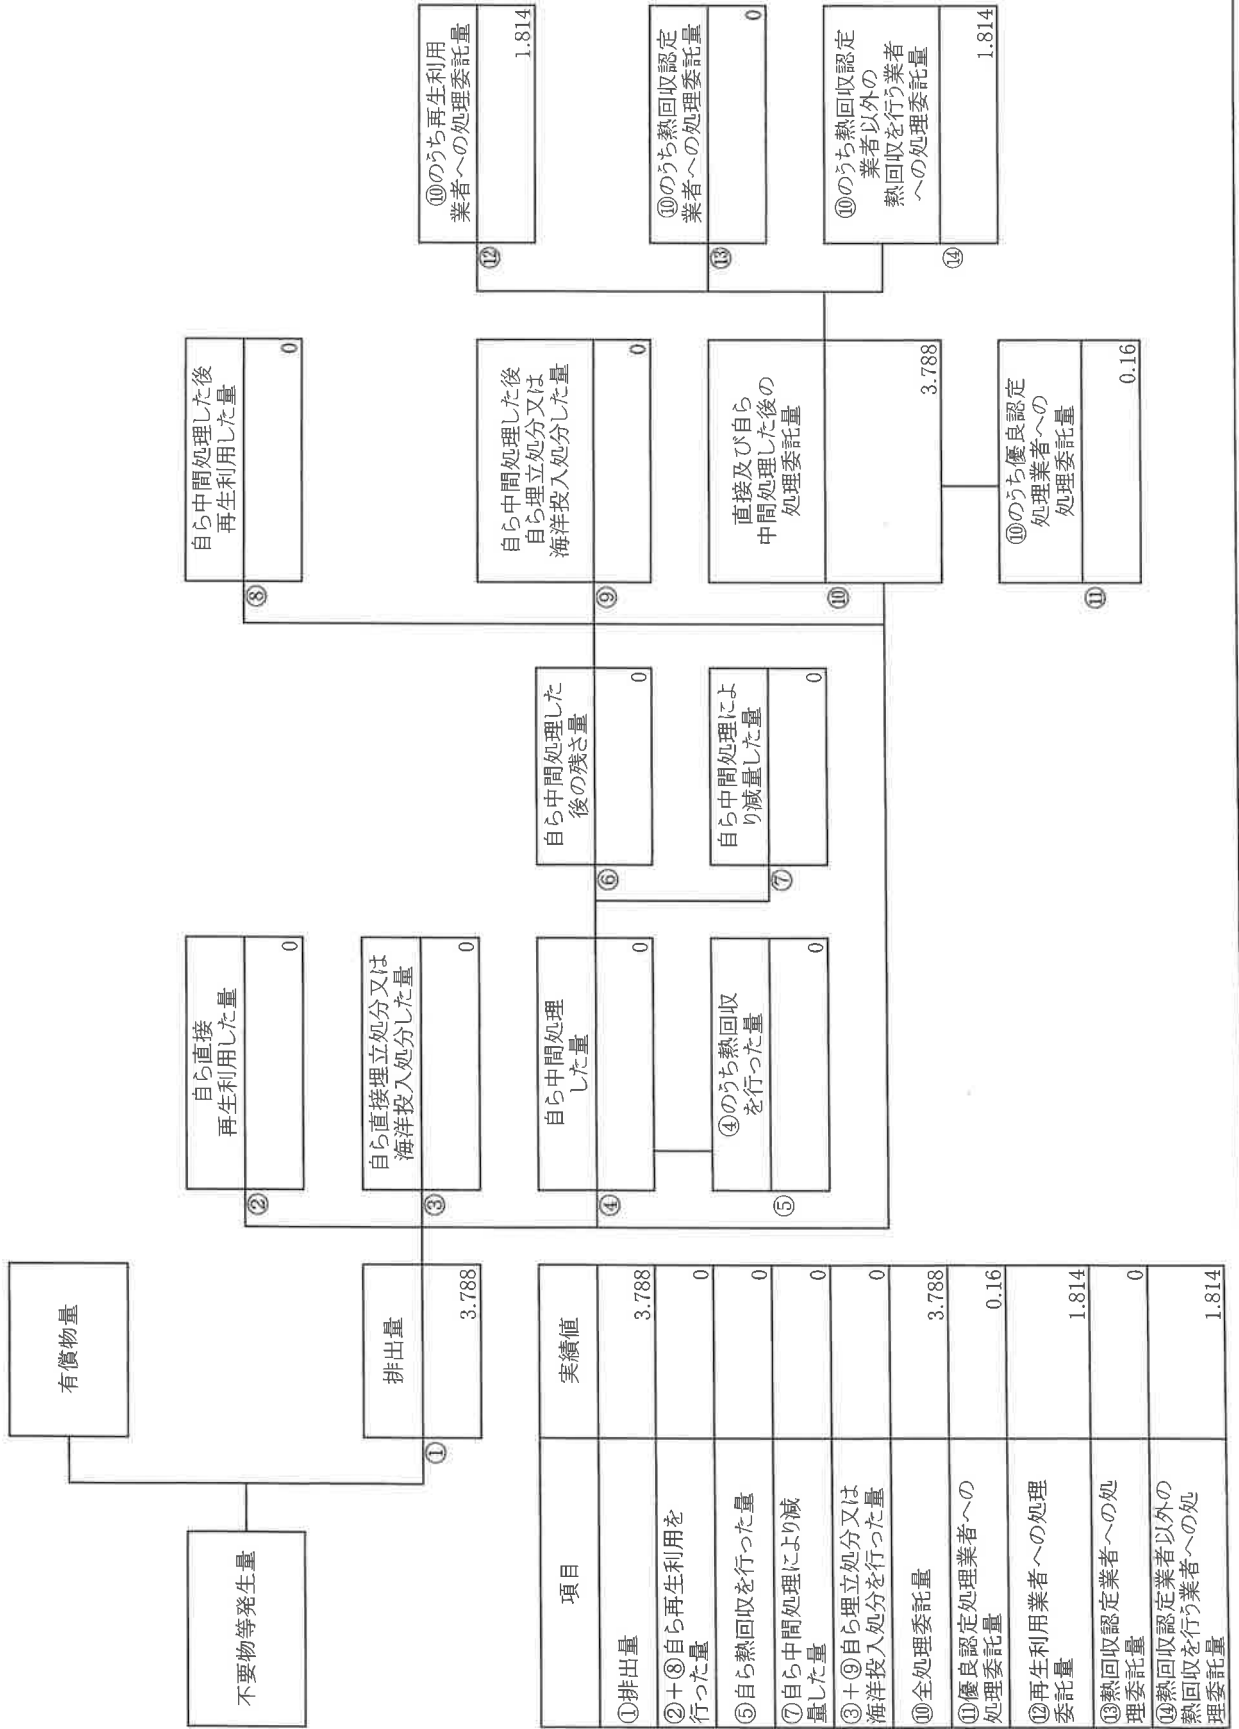 不要物等発生量
有償物量
①
排出量
3.788
②
自ら直接
再生利用した量
0
③
自ら直接埋立処分又は
海洋投入処分した量
0
④
自ら中間処理
した量
0
⑤
④のうち熱回収
を行った量
0
⑥
自ら中間処理した
後の残さ量
0
⑦
自ら中間処理によ
り減量した量
0
⑧
自ら中間処理した後
再生利用した量
0
⑨
自ら中間処理した後
自ら埋立処分又は
海洋投入処分した量
0
⑩
直接及び自ら
中間処理した後の
処理委託量
3.788
⑪
⑩のうち優良認定
処理業者への
処理委託量
0.16
⑫
⑩のうち再生利用
業者への処理委託量
1.814
⑬
⑩のうち熱回収認定
業者への処理委託量
0
⑭
⑩のうち熱回収認定
業者以外の
熱回収を行う業者
への処理委託量
1.814
項目 実績値
①排出量 3.788
②+⑧自ら再生利用を
行った量 0
⑤自ら熱回収を行った量 0
⑦自ら中間処理により減
量した量 0
③+⑨自ら埋立処分又は
海洋投入処分を行った量 0
⑩全処理委託量 3.788
⑪優良認定処理業者への
処理委託量 0.16
⑫再生利用業者への処理
委託量 1.814
⑬熱回収認定業者への処
理委託量 0
⑭熱回収認定業者以外の
熱回収を行う業者への処
理委託量 1.814